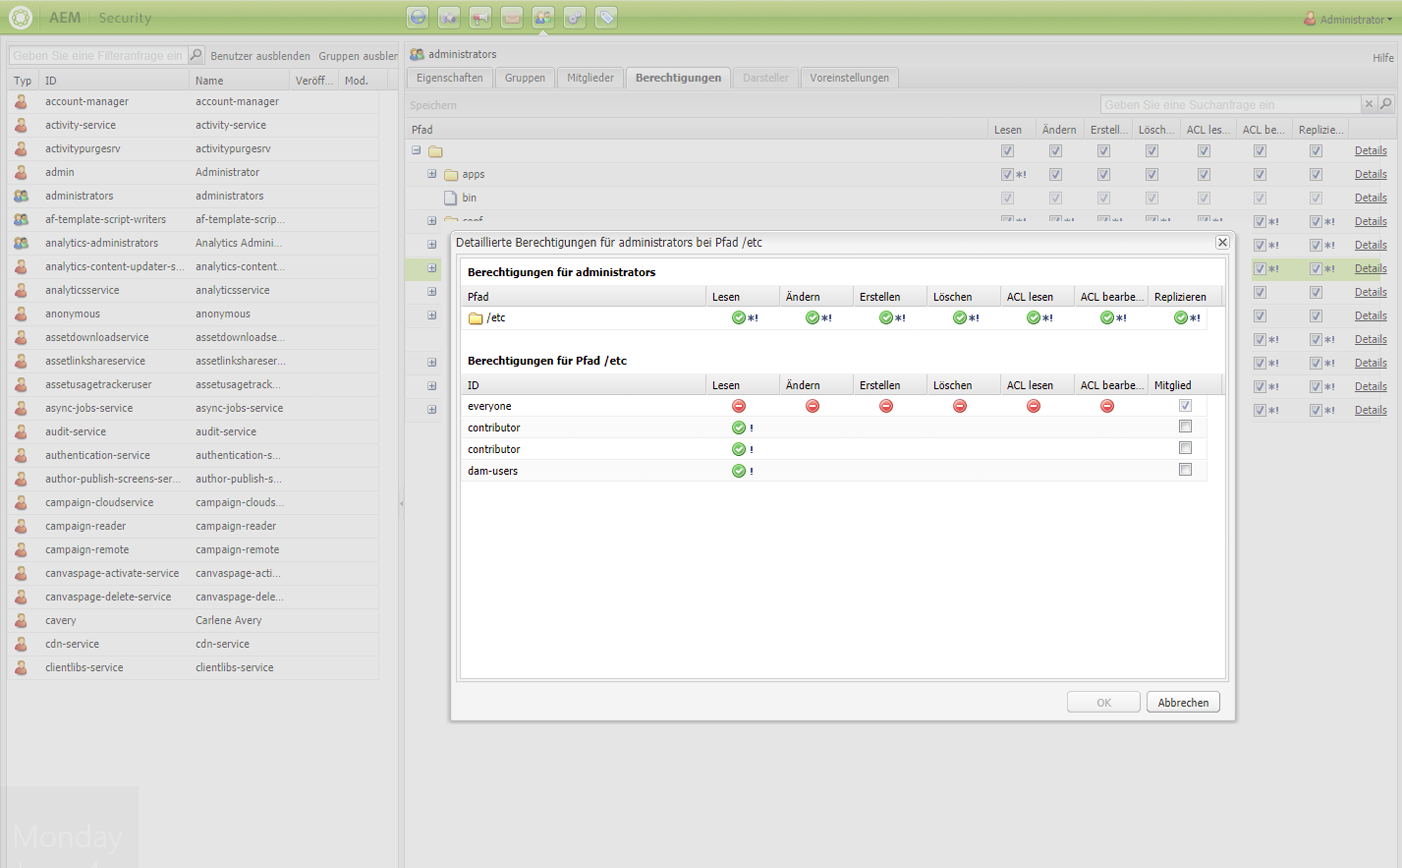 AEM Security Administrator
Geben Sie eine Filteranfrage ein Benutzer ausblenden Gruppen ausblen
Typ ID Name Veröff... Mod.
account-manager account-manager
activity-service activity-service
activitypurgesrv activitypurgesrv
admin Administrator
administrators administrators
af-template-script-writers af-template-scrip...
analytics-administrators Analytics Admini...
analytics-content-updater-s... analytics-content...
analyticsservice analyticsservice
anonymous anonymous
assetdownloadservice assetdownloadse...
assetlinkshareservice assetlinkshareser...
assetusagetrackeruser assetusagetrack...
async-jobs-service async-jobs-service
audit-service audit-service
authentication-service authentication-s...
author-publish-screens-ser... author-publish-s...
campaign-cloudservice campaign-clouds...
campaign-reader campaign-reader
campaign-remote campaign-remote
canvaspage-activate-service canvaspage-acti...
canvaspage-delete-service canvaspage-dele...
cavery Carlene Avery
cdn-service cdn-service
clientlibs-service clientlibs-service
Monday
administrators
Hilfe
Eigenschaften Gruppen Mitglieder Berechtigungen Darsteller Voreinstellungen
Speichern Geben Sie eine Suchanfrage ein
Pfad Lesen Ändern Erstell... Lösch... ACL les... ACL be... Replizie...
Details
apps *! Details
bin Details
conf *! *! *! *! *! *! *! Details
*! *! Details
*! *! Details
Details
Details
*! *! Details
*! *! Details
*! *! Details
*! *! Details
Detaillierte Berechtigungen für administrators bei Pfad /etc
Berechtigungen für administrators
Pfad Lesen Ändern Erstellen Löschen ACL lesen ACL bearbe... Replizieren
/etc *! *! *! *! *! *! *!
Berechtigungen für Pfad /etc
ID Lesen Ändern Erstellen Löschen ACL lesen ACL bearbe... Mitglied
everyone
contributor !
contributor !
dam-users !
OK Abbrechen